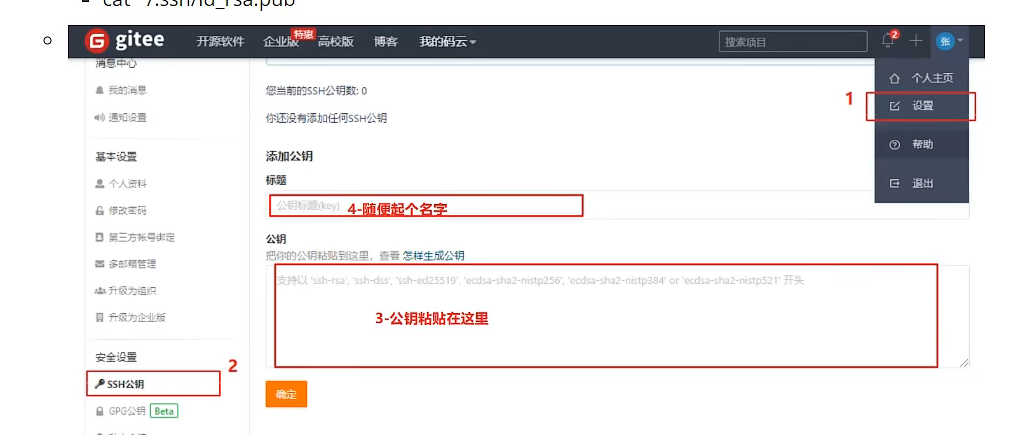 cat ~/.ssh/id_rsa.pub
gitee 开源软件 企业版 特惠 高校版 博客 我的码云 搜索项目 2 张
消息中心
我的消息
通知设置
基本设置
个人资料
修改密码
第三方帐号绑定
多邮箱管理
升级为组织
升级为企业版
安全设置
SSH公钥
2
GPG公钥 Beta
您当前的SSH公钥数: 0
你还没有添加任何SSH公钥
添加公钥
标题
公钥标题(key) 4-随便起个名字
公钥
把你的公钥粘贴到这里，查看 怎样生成公钥
支持以 'ssh-rsa', 'ssh-dss', 'ssh-ed25519', 'ecdsa-sha2-nistp256', 'ecdsa-sha2-nistp384' or 'ecdsa-sha2-nistp521' 开头
3-公钥粘贴在这里
确定
个人主页
1
设置
帮助
退出